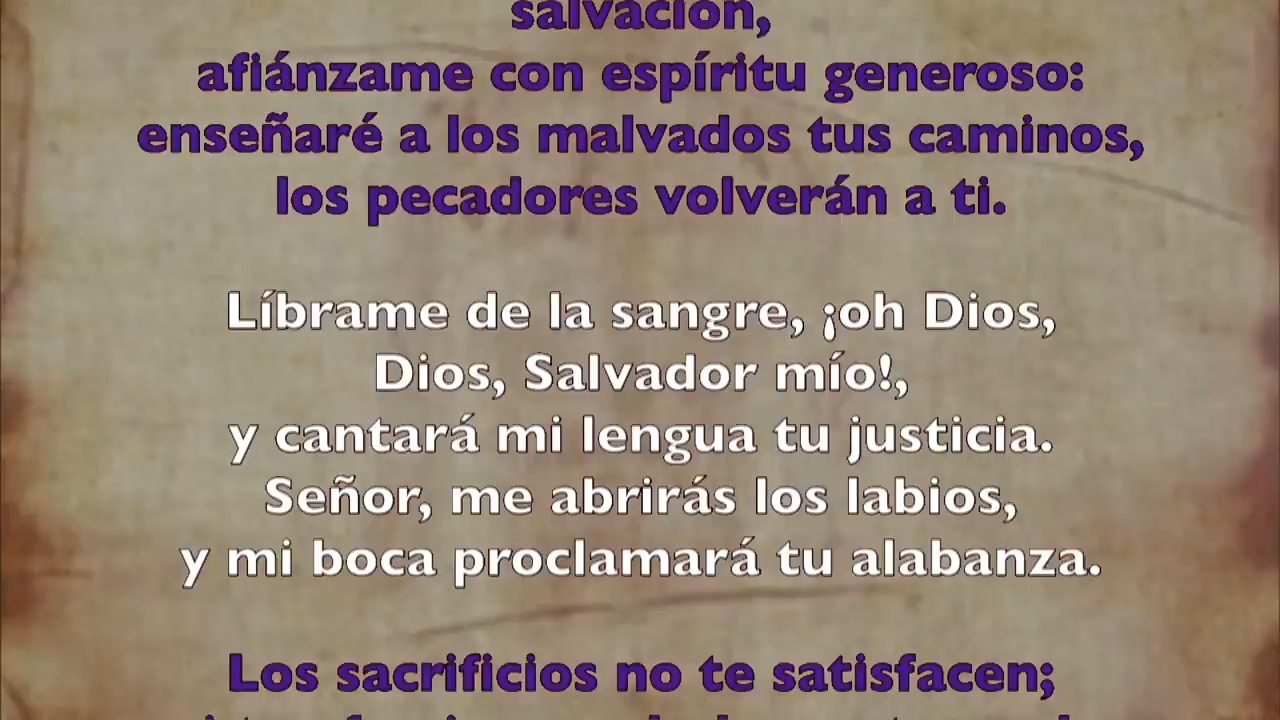 salvación,
afiánzame con espíritu generoso:
enseñaré a los malvados tus caminos,
los pecadores volverán a ti.
Líbrame de la sangre, ¡oh Dios,
Dios, Salvador mío!,
y cantará mi lengua tu justicia.
Señor, me abrirás los labios,
y mi boca proclamará tu alabanza.
Los sacrificios no te satisfacen;